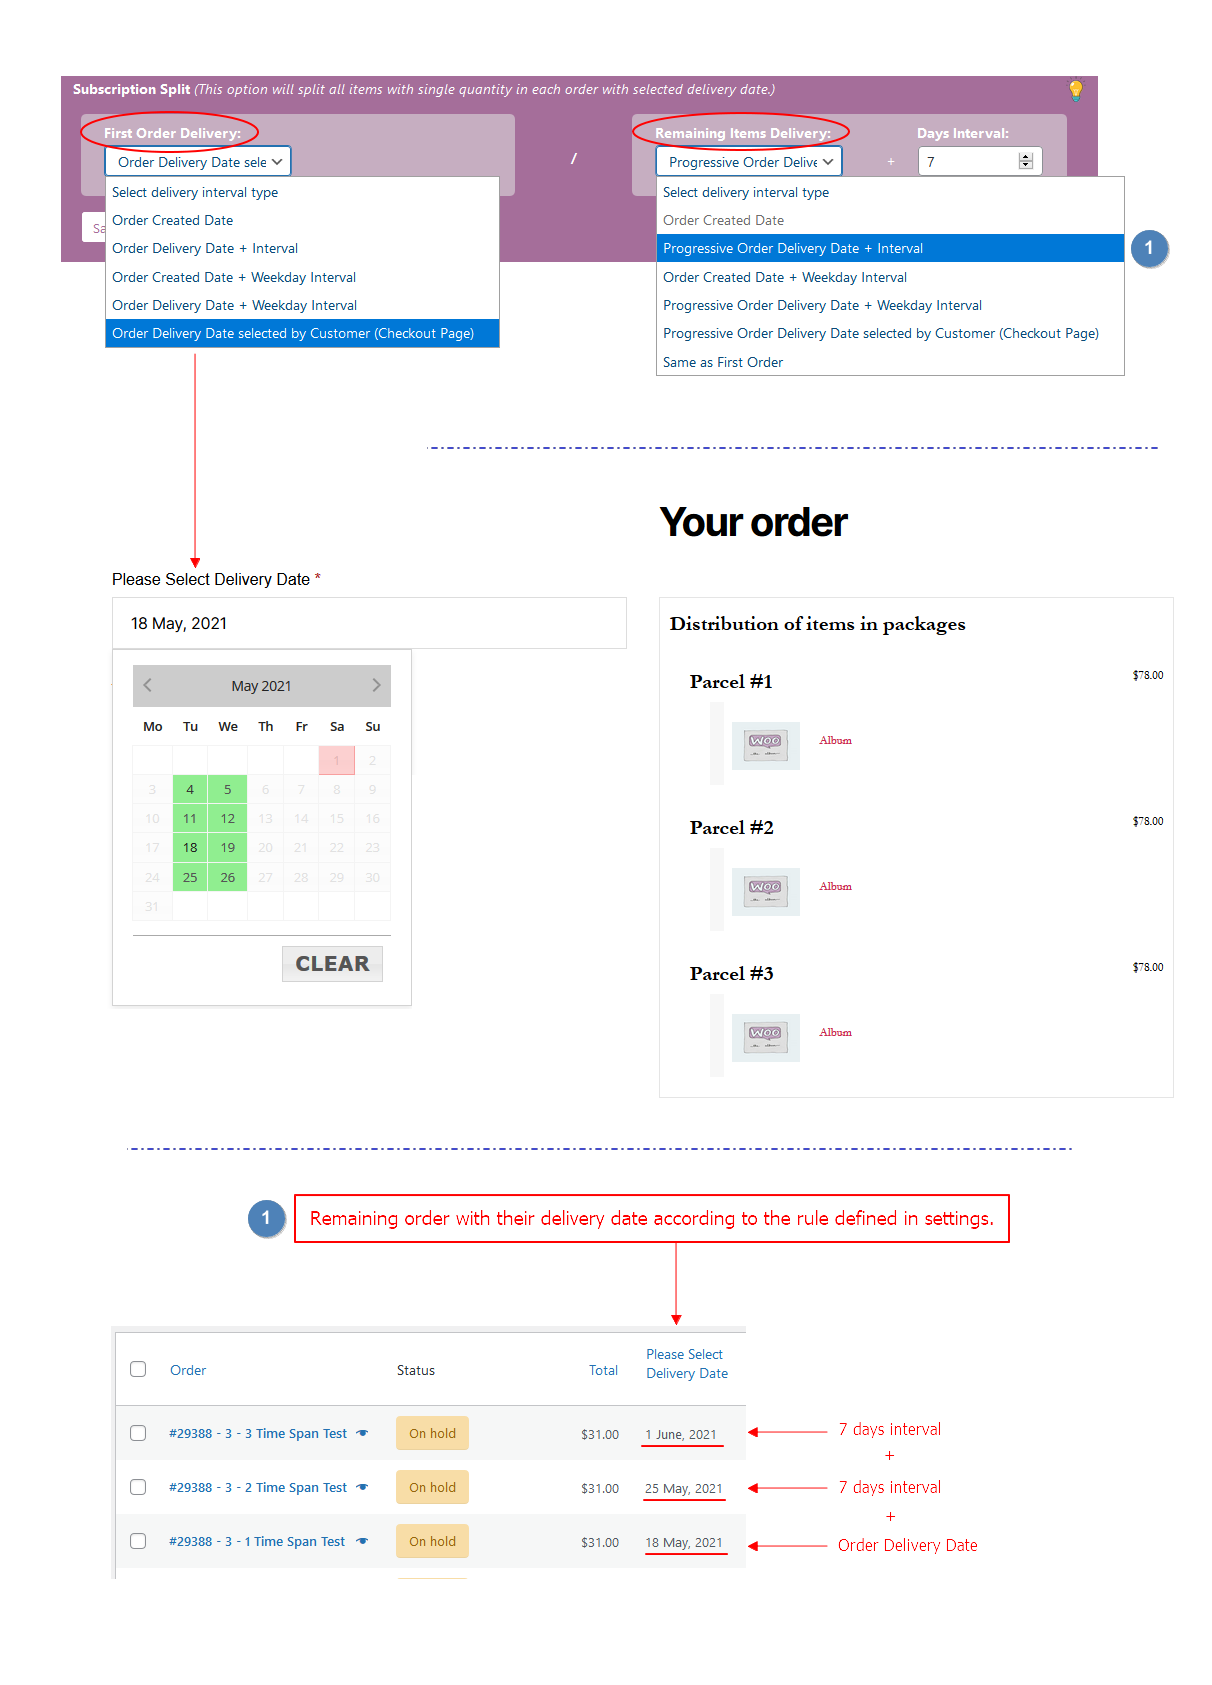 Subscription Split (This option will split all items with single quantity in each order with selected delivery date.)
First Order Delivery:
Order Delivery Date sele
Select delivery interval type
Order Created Date
Order Delivery Date + Interval
Order Created Date + Weekday Interval
Order Delivery Date + Weekday Interval
Order Delivery Date selected by Customer (Checkout Page)
Sa
/
Remaining Items Delivery:
Days Interval:
Progressive Order Delive
+
7
Select delivery interval type
Order Created Date
Progressive Order Delivery Date + Interval
1
Order Created Date + Weekday Interval
Progressive Order Delivery Date + Weekday Interval
Progressive Order Delivery Date selected by Customer (Checkout Page)
Same as First Order
Please Select Delivery Date *
18 May, 2021
May 2021
Mo Tu We Th Fr Sa Su
1 2
3 4 5 6 7 8 9
10 11 12 13 14 15 16
17 18 19 20 21 22 23
24 25 26 27 28 29 30
31
CLEAR
Your order
Distribution of items in packages
Parcel #1 $78.00
WOO
Album
Parcel #2 $78.00
WOO
Album
Parcel #3 $78.00
WOO
Album
1
Remaining order with their delivery date according to the rule defined in settings.
Order Status Total Please Select
Delivery Date
#29388 - 3 - 3 Time Span Test On hold $31.00 1 June, 2021 7 days interval
+
#29388 - 3 - 2 Time Span Test On hold $31.00 25 May, 2021 7 days interval
+
#29388 - 3 - 1 Time Span Test On hold $31.00 18 May, 2021 Order Delivery Date